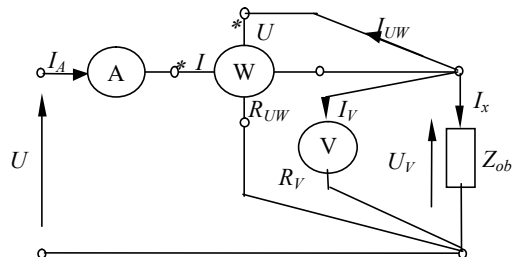 * U I_UW
I_A A * I W
R_UW I_V I_x
U V U_V Z_ob
R_V